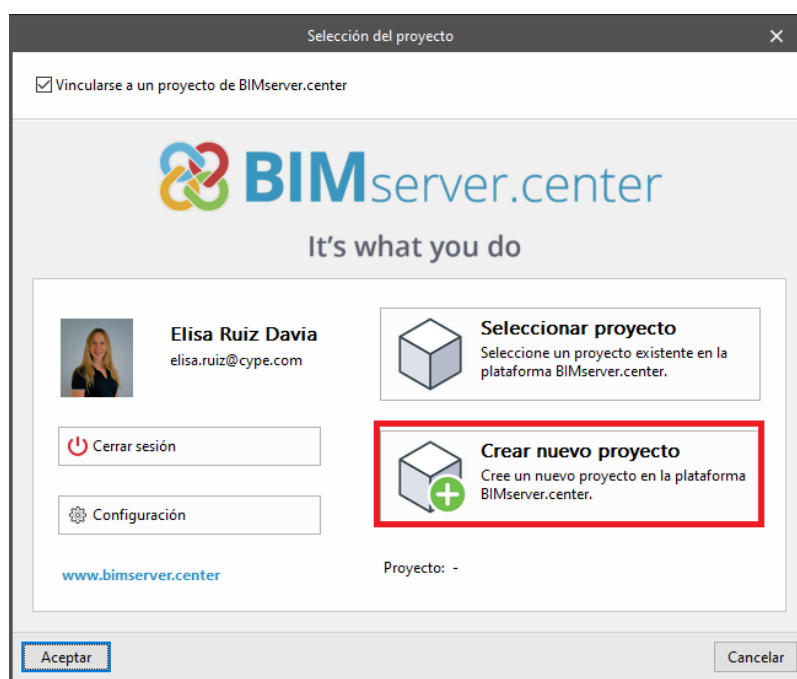 Selección del proyecto
Vincularse a un proyecto de BIMserver.center
BIMserver.center
It's what you do
Elisa Ruiz Davia
elisa.ruiz@cype.com
Seleccionar proyecto
Seleccione un proyecto existente en la
plataforma BIMserver.center.
Cerrar sesión
Crear nuevo proyecto
Cree un nuevo proyecto en la plataforma
BIMserver.center.
Configuración
www.bimserver.center
Proyecto: -
Aceptar
Cancelar